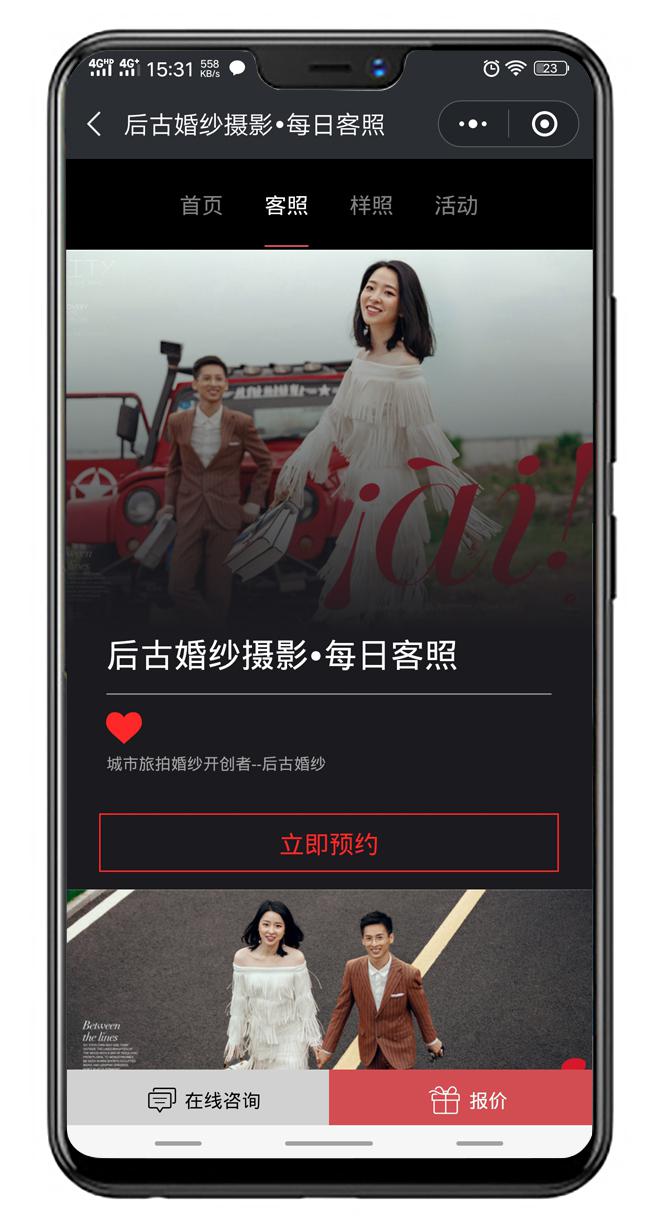 4G HD 4G+ 15:31 558 KB/s 23
后古婚纱摄影•每日客照
首页 客照 样照 活动
ITY
¡ài!
后古婚纱摄影•每日客照
城市旅拍婚纱开创者--后古婚纱
立即预约
Between
the lines
在线咨询 报价